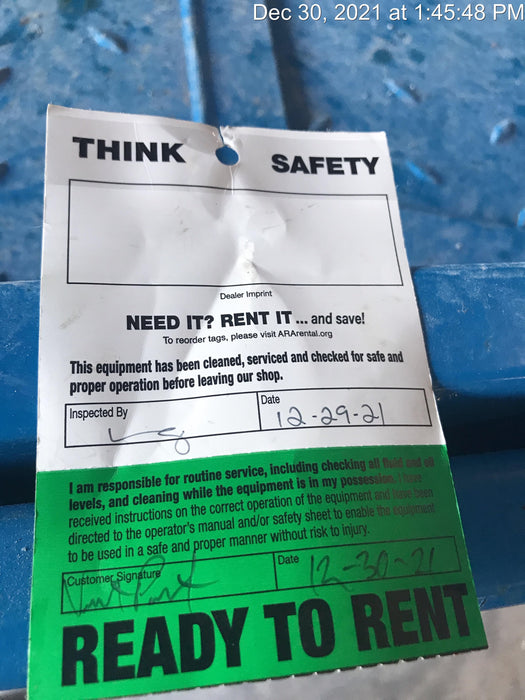 Dec 30, 2021 at 1:45:48 PM
THINK SAFETY
Dealer Imprint
NEED IT? RENT IT ... and save!
To reorder tags, please visit ARArental.org
This equipment has been cleaned, serviced and checked for safe and
proper operation before leaving our shop.
Inspected By
Date
12-29-21
I am responsible for routine service, including checking all fluid and oil
levels, and cleaning while the equipment is in my possession. I have
received instructions on the correct operation of the equipment and have been
directed to the operator's manual and/or safety sheet to enable the equipment
to be used in a safe and proper manner without risk to injury.
Customer Signature
Date
12-30-21
READY TO RENT